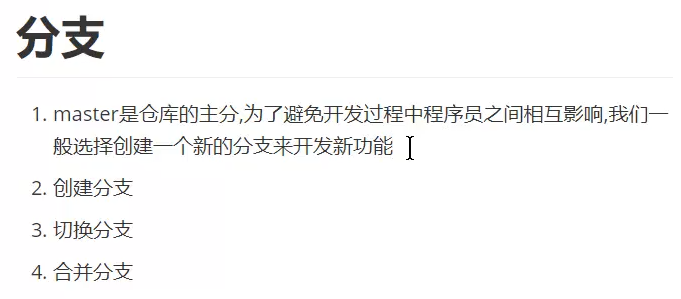 分支
1. master是仓库的主分,为了避免开发过程中程序员之间相互影响,我们一
般选择创建一个新的分支来开发新功能
2. 创建分支
3. 切换分支
4. 合并分支